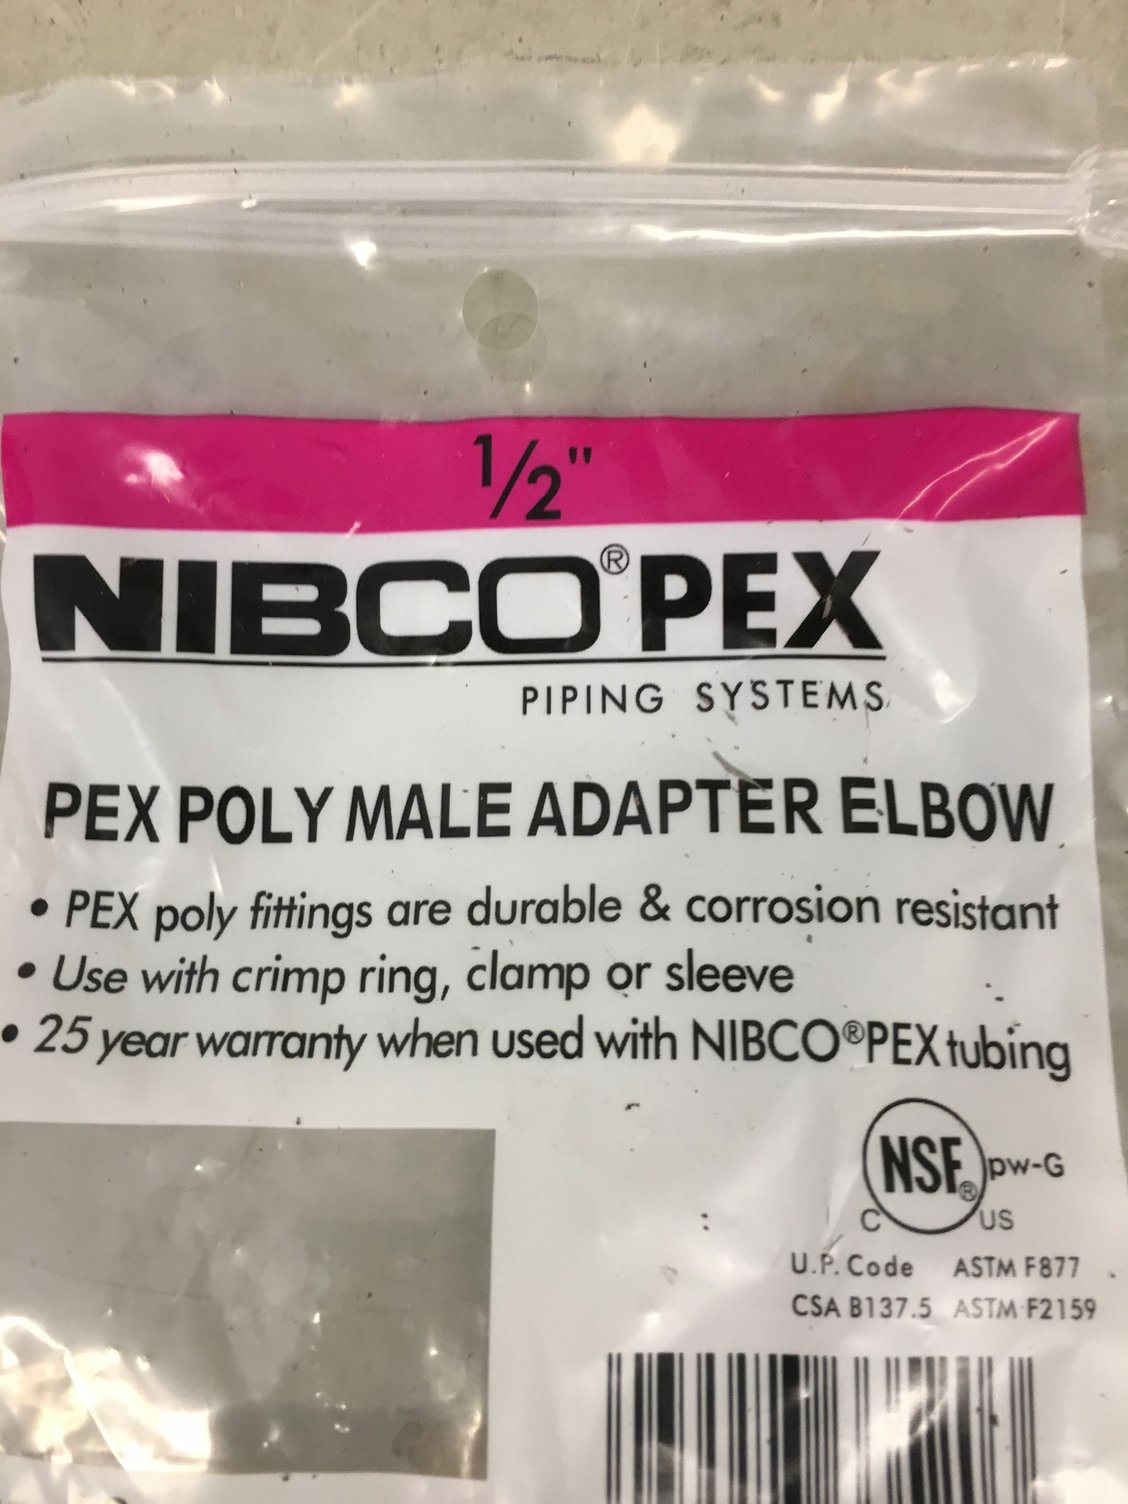 1/2"
NIBCO® PEX
PIPING SYSTEMS
PEX POLY MALE ADAPTER ELBOW
• PEX poly fittings are durable & corrosion resistant
• Use with crimp ring, clamp or sleeve
• 25 year warranty when used with NIBCO® PEX tubing
NSF® pw-G
C US
U.P. Code ASTM F877
CSA B137.5 ASTM F2159